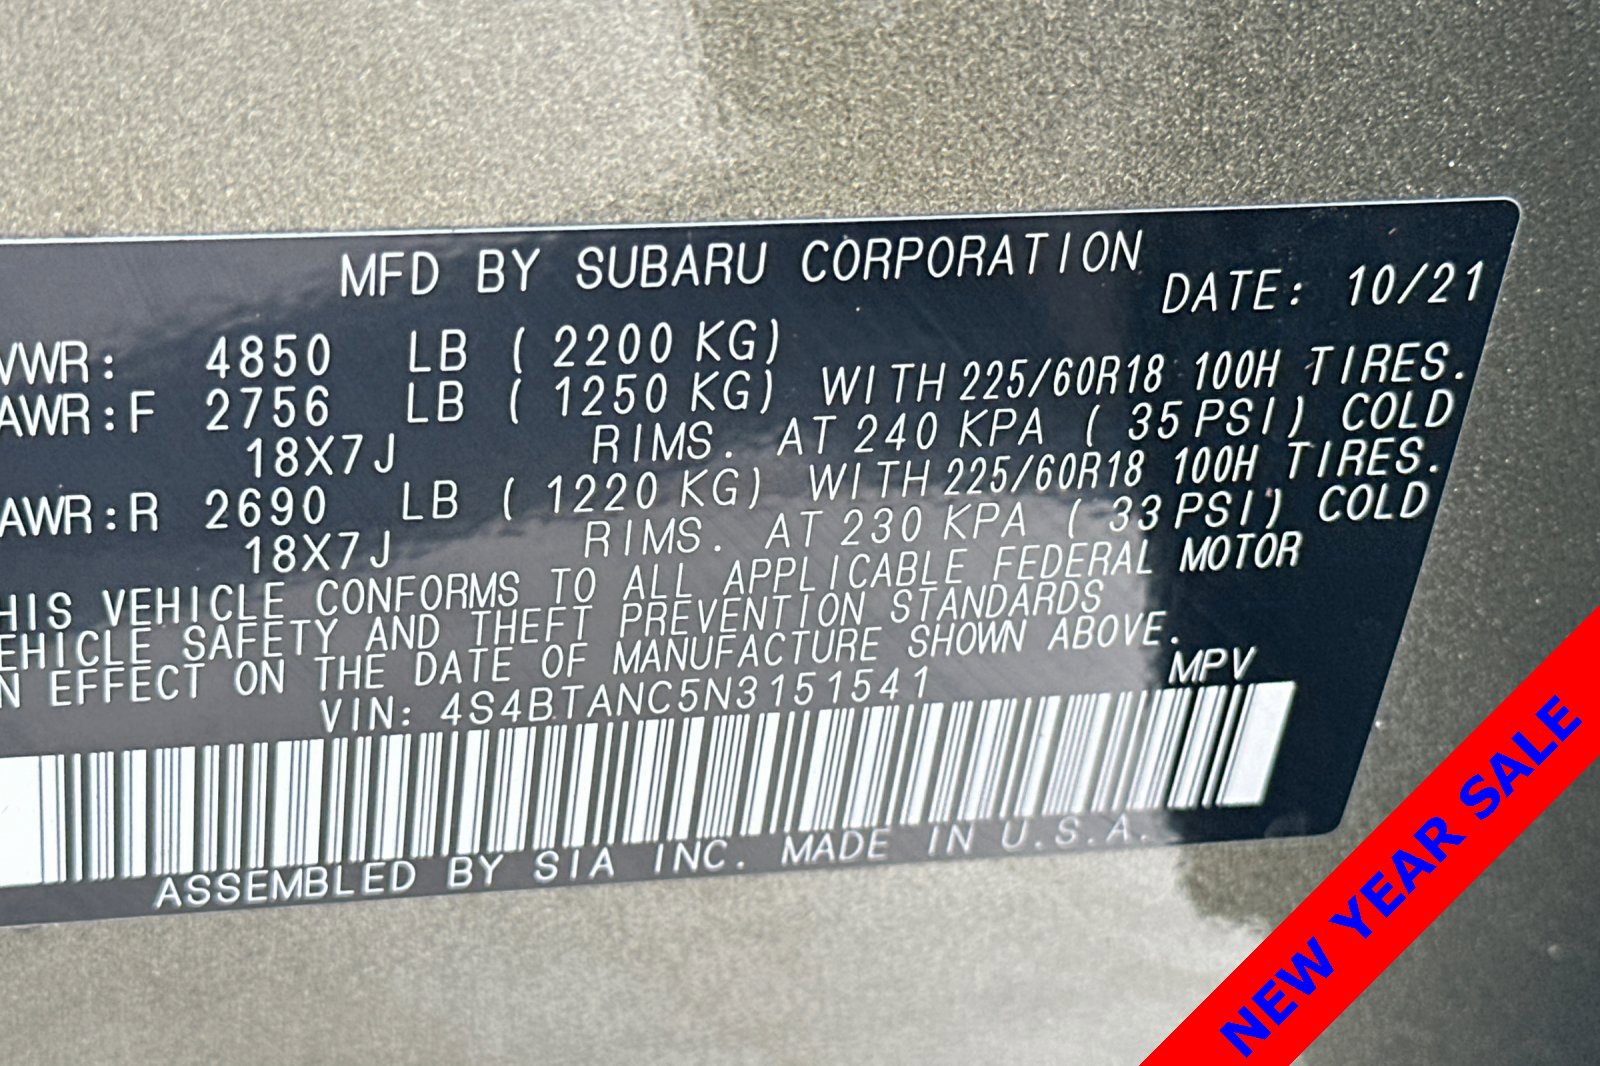 MFD BY SUBARU CORPORATION DATE: 10/21
VWR: 4850 LB ( 2200 KG)
AWR:F 2756 LB ( 1250 KG) WITH 225/60R18 100H TIRES.
18X7J RIMS. AT 240 KPA ( 35 PSI) COLD
AWR:R 2690 LB ( 1220 KG) WITH 225/60R18 100H TIRES.
18X7J RIMS. AT 230 KPA ( 33 PSI) COLD
HIS VEHICLE CONFORMS TO ALL APPLICABLE FEDERAL MOTOR
EHICLE SAFETY AND THEFT PREVENTION STANDARDS
N EFFECT ON THE DATE OF MANUFACTURE SHOWN ABOVE.
VIN: 4S4BTANC5N3151541 MPV
ASSEMBLED BY SIA INC. MADE IN U.S.A.
NEW YEAR SALE